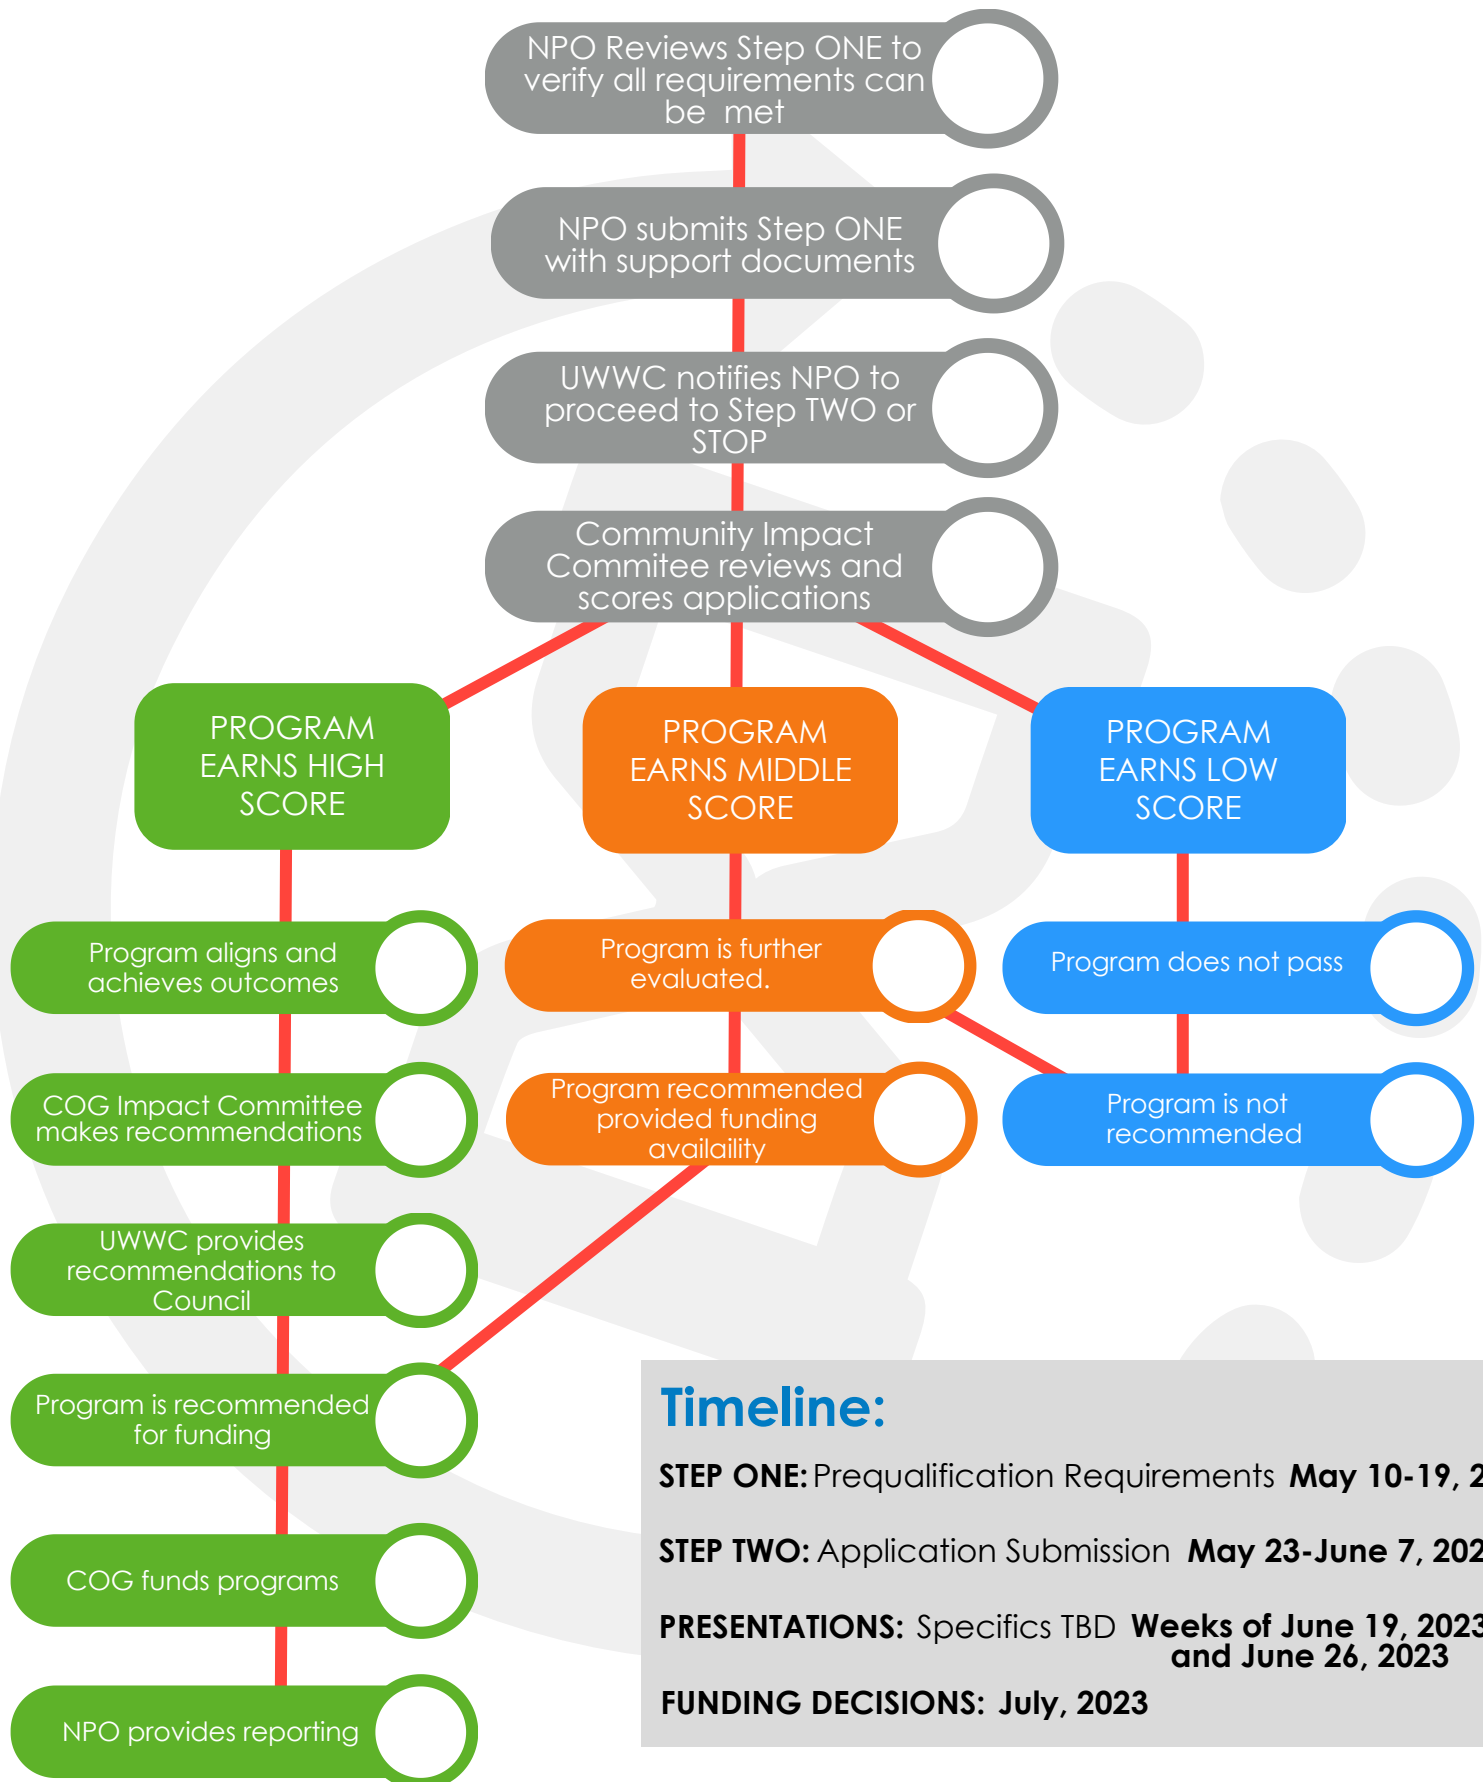 NPO Reviews Step ONE to
verify all requirements can
be met
NPO submits Step ONE
with support documents
UWWC notifies NPO to
proceed to Step TWO or
STOP
Community Impact
Commitee reviews and
scores applications
PROGRAM
EARNS HIGH
SCORE
PROGRAM
EARNS MIDDLE
SCORE
PROGRAM
EARNS LOW
SCORE
Program aligns and
achieves outcomes
Program is further
evaluated.
Program does not pass
COG Impact Committee
makes recommendations
Program recommended
provided funding
availaility
Program is not
recommended
UWWC provides
recommendations to
Council
Program is recommended
for funding
COG funds programs
NPO provides reporting
Timeline:
STEP ONE: Prequalification Requirements May 10-19, 2
STEP TWO: Application Submission May 23-June 7, 202
PRESENTATIONS: Specifics TBD Weeks of June 19, 2023
and June 26, 2023
FUNDING DECISIONS: July, 2023